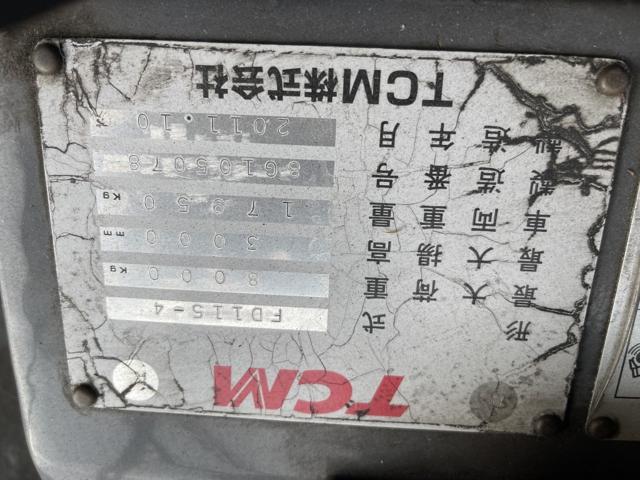 TCM
形式 FD115-4
最大荷重 8000 kg
最大揚高 3000 mm
車両重量 17950 kg
製造番号 8G105078
製造年月 2011.10
TCM株式会社